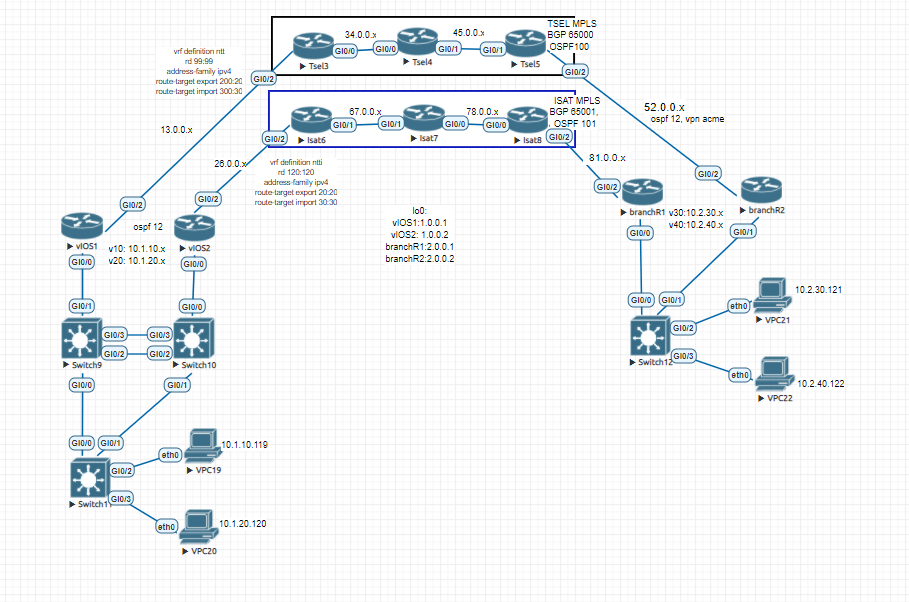 TSEL MPLS
BGP 65000
OSPF100
34.0.0.x
45.0.0.x
GI0/0
GI0/0
GI0/1
GI0/1
Tsel3
Tsel4
Tsel5
GI0/2
GI0/2
vrf definition ntt
rd 99:99
address-family ipv4
route-target export 200:20
route-target import 300:30
ISAT MPLS
BGP 65001,
OSPF 101
67.0.0.x
78.0.0.x
GI0/1
GI0/1
GI0/0
GI0/0
Isat6
Isat7
Isat8
GI0/2
GI0/2
52.0.0.x
ospf 12, vpn acme
13.0.0.x
26.0.0.x
81.0.0.x
vrf definition ntti
rd 120:120
address-family ipv4
route-target export 20:20
route-target import 30:30
GI0/2
GI0/2
GI0/2
GI0/2
lo0:
vIOS1:1.0.0.1
vIOS2: 1.0.0.2
branchR1:2.0.0.1
branchR2:2.0.0.2
ospf 12
vIOS1
vIOS2
v10: 10.1.10.x
v20: 10.1.20.x
GI0/0
GI0/0
branchR1
branchR2
v30:10.2.30.x
v40:10.2.40.x
GI0/0
GI0/1
GI0/1
GI0/0
GI0/3
GI0/3
GI0/2
GI0/2
Switch9
Switch10
GI0/0
GI0/1
GI0/0
GI0/1
GI0/2
GI0/3
Switch12
eth0
10.2.30.121
VPC21
eth0
10.2.40.122
VPC22
GI0/0
GI0/1
GI0/2
GI0/3
eth0
10.1.10.119
VPC19
eth0
10.1.20.120
VPC20